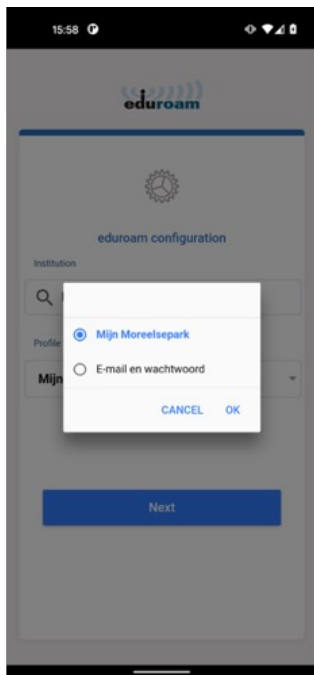 15:58
eduroam
eduroam configuration
Institution
Profile
Mijn Moreelsepark
E-mail en wachtwoord
Mijn
CANCEL OK
Next